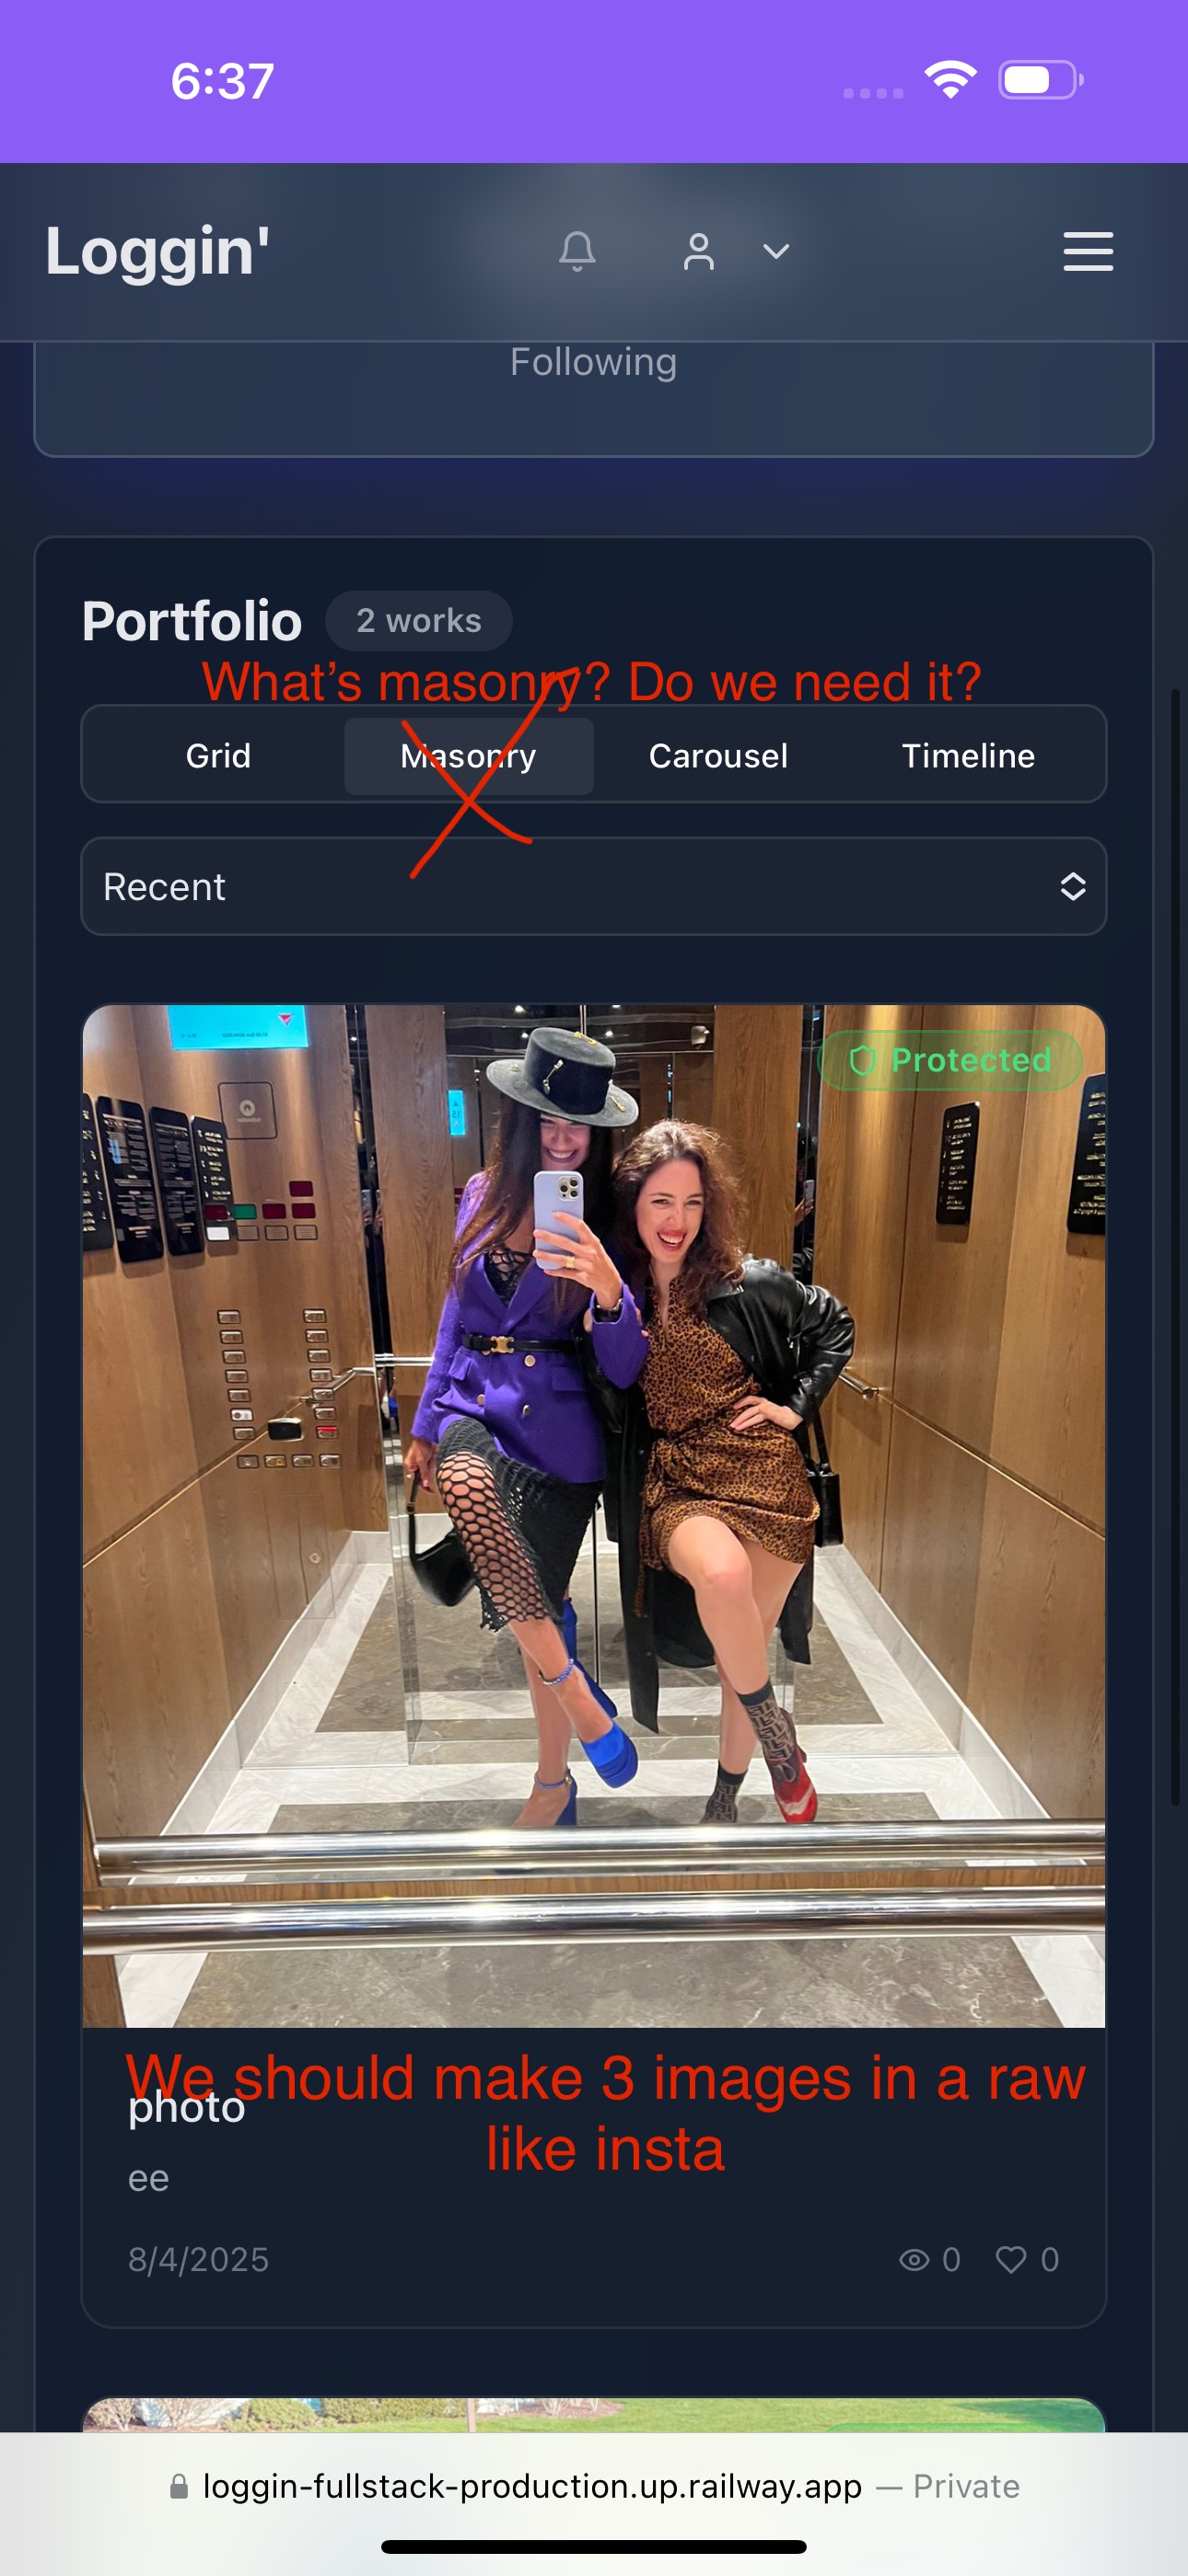 6:37
Loggin'
Following
Portfolio 2 works
What's masonry? Do we need it?
Grid Masonry Carousel Timeline
Recent
Protected
We should make 3 images in a raw
like insta
photo
ee
8/4/2025 0 0
loggin-fullstack-production.up.railway.app — Private